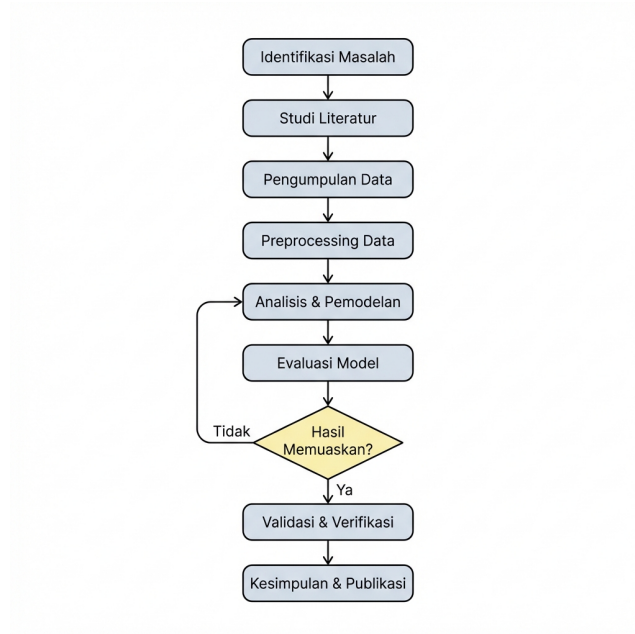 Identifikasi Masalah
Studi Literatur
Pengumpulan Data
Preprocessing Data
Analisis & Pemodelan
Evaluasi Model
Tidak
Hasil
Memuaskan?
Ya
Validasi & Verifikasi
Kesimpulan & Publikasi